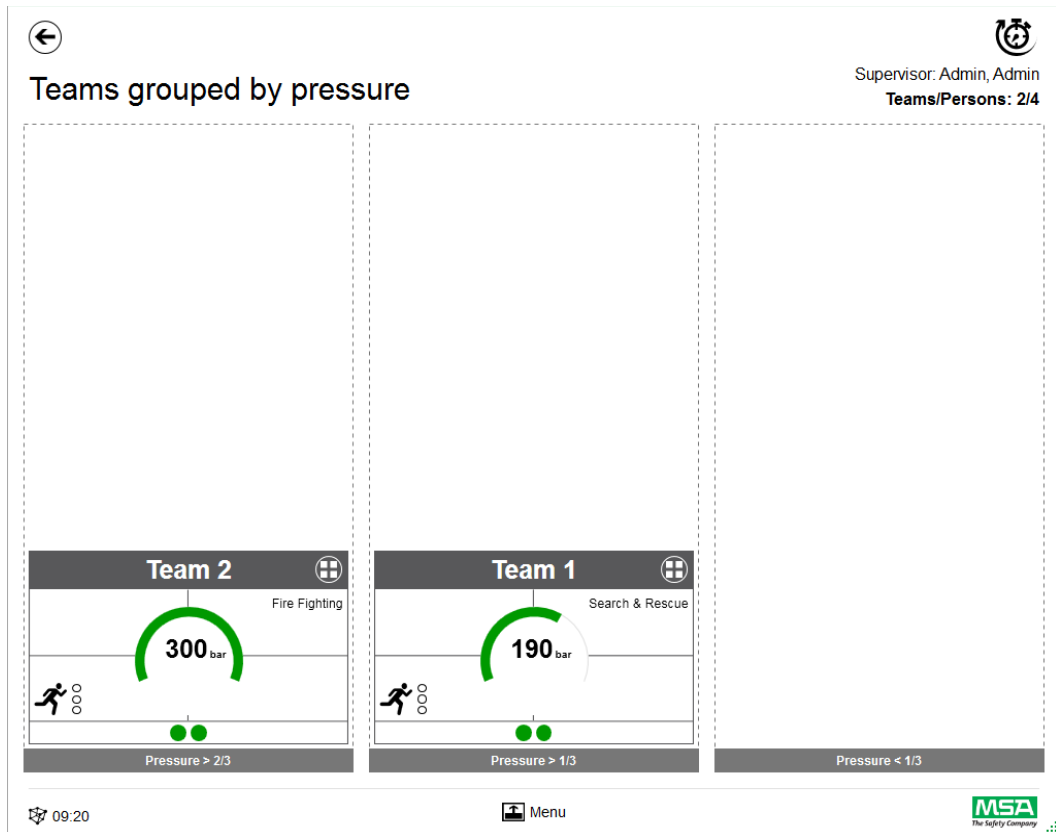 Teams grouped by pressure
Supervisor: Admin, Admin
Teams/Persons: 2/4
Team 2
Fire Fighting
300 bar
Pressure > 2/3
Team 1
Search & Rescue
190 bar
Pressure > 1/3
Pressure < 1/3
09:20
Menu
MSA
The Safety Company